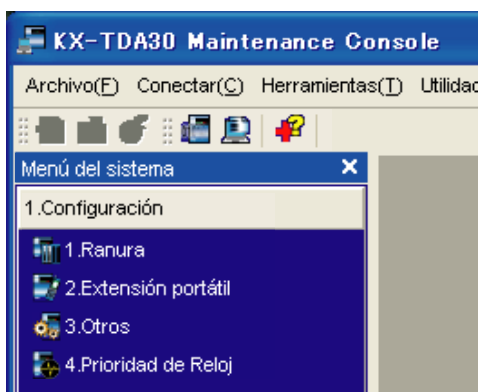 KX-TDA30 Maintenance Console
Archivo(F) Conectar(C) Herramientas(T) Utilidad
Menú del sistema
1.Configuración
1.Ranura
2.Extensión portátil
3.Otros
4.Prioridad de Reloj